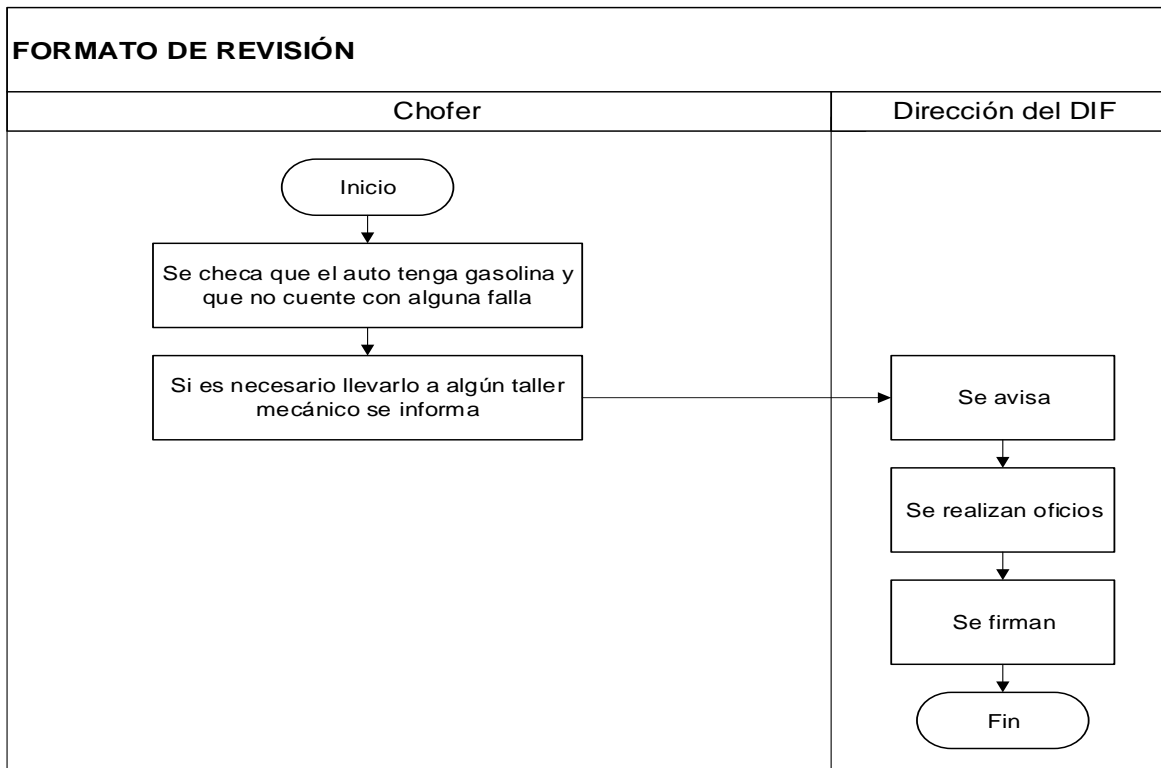 FORMATO DE REVISIÓN
Chofer
Dirección del DIF
Inicio
Se checa que el auto tenga gasolina y
que no cuente con alguna falla
Si es necesario llevarlo a algún taller
mecánico se informa
Se avisa
Se realizan oficios
Se firman
Fin